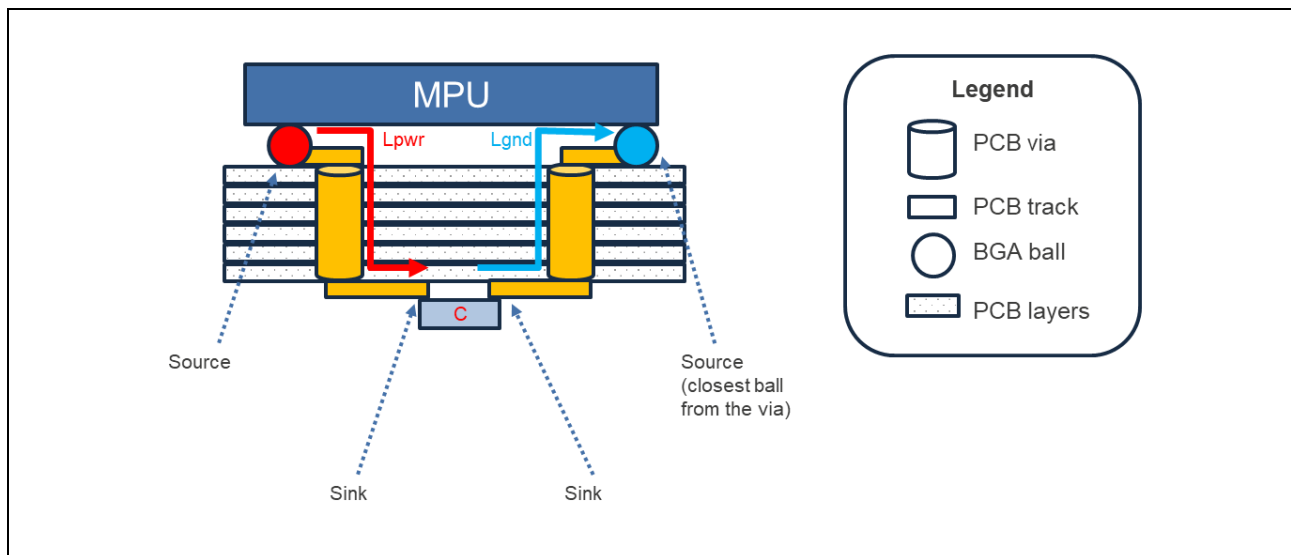 MPU
Lpwr
Lgnd
C
Source
Source
(closest ball
from the via)
Sink
Sink
Legend
PCB via
PCB track
BGA ball
PCB layers